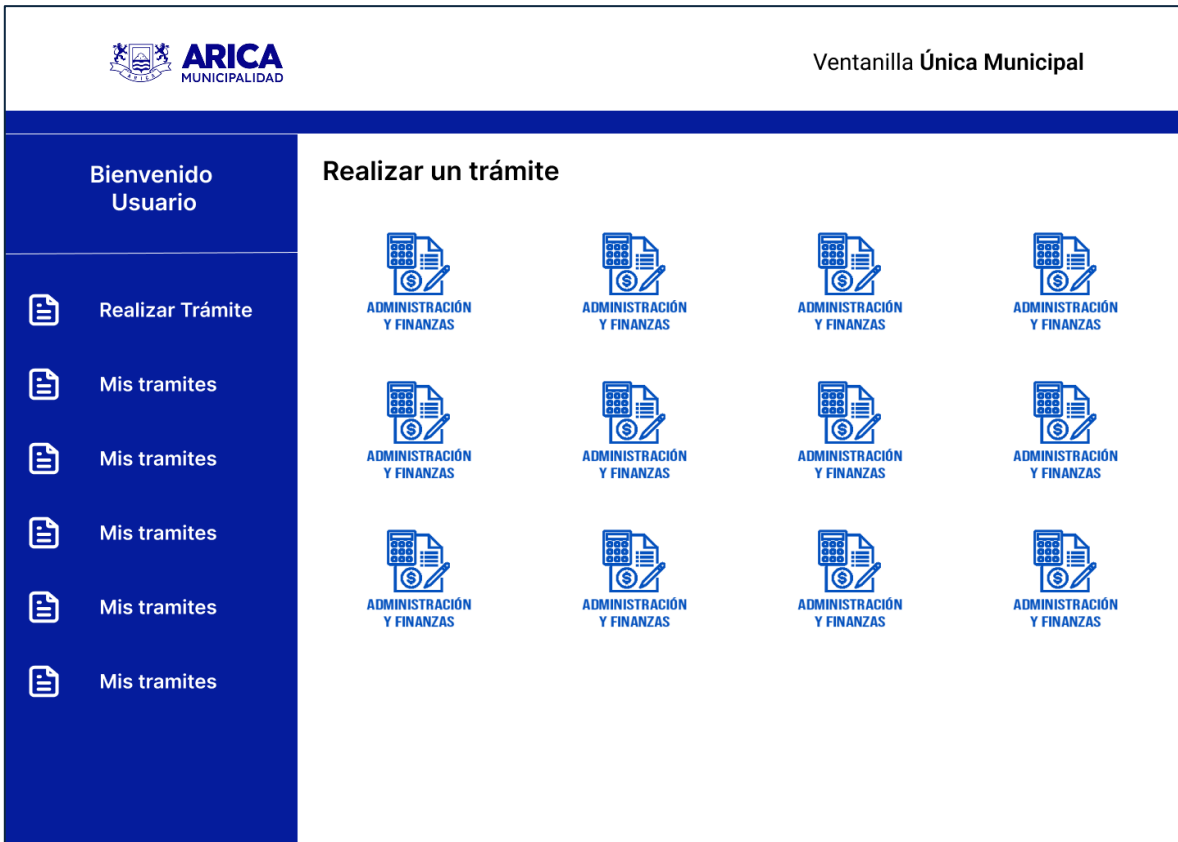 ARICA
MUNICIPALIDAD
Ventanilla Única Municipal
Bienvenido
Usuario
Realizar Trámite
Mis tramites
Mis tramites
Mis tramites
Mis tramites
Mis tramites
Realizar un trámite
ADMINISTRACIÓN
Y FINANZAS
ADMINISTRACIÓN
Y FINANZAS
ADMINISTRACIÓN
Y FINANZAS
ADMINISTRACIÓN
Y FINANZAS
ADMINISTRACIÓN
Y FINANZAS
ADMINISTRACIÓN
Y FINANZAS
ADMINISTRACIÓN
Y FINANZAS
ADMINISTRACIÓN
Y FINANZAS
ADMINISTRACIÓN
Y FINANZAS
ADMINISTRACIÓN
Y FINANZAS
ADMINISTRACIÓN
Y FINANZAS
ADMINISTRACIÓN
Y FINANZAS